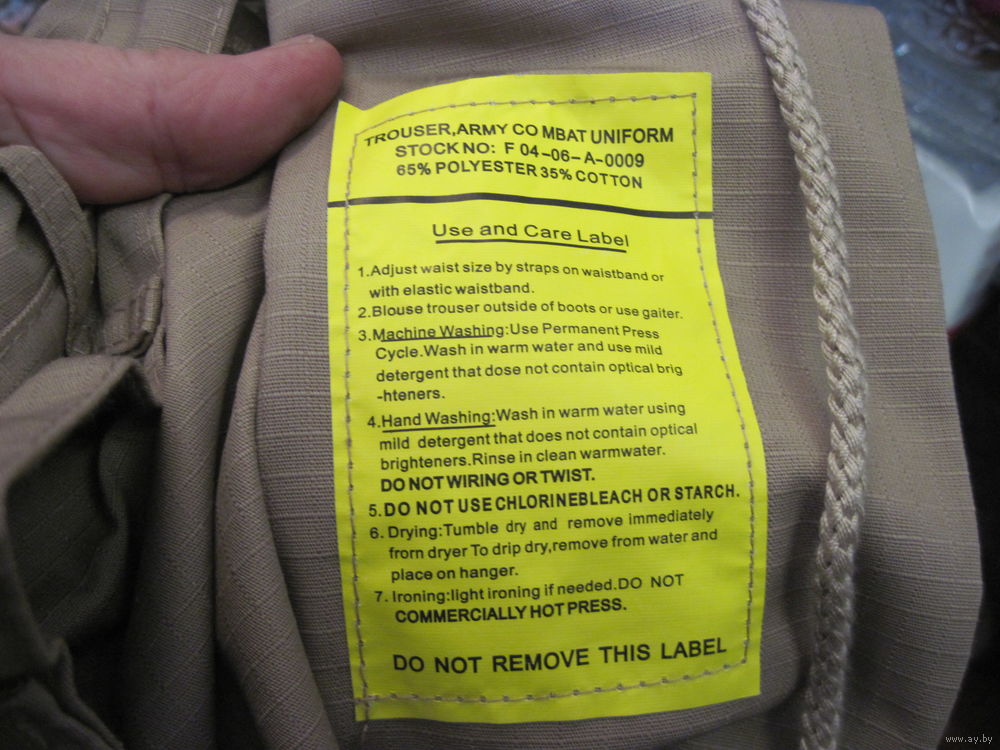 TROUSER,ARMY CO MBAT UNIFORM
STOCK NO: F 04-06-A-0009
65% POLYESTER 35% COTTON
Use and Care Label
1.Adjust waist size by straps on waistband or
with elastic waistband.
2.Blouse trouser outside of boots or use gaiter.
3.Machine Washing:Use Permanent Press
Cycle.Wash in warm water and use mild
detergent that dose not contain optical brig
-hteners.
4.Hand Washing:Wash in warm water using
mild detergent that does not contain optical
brighteners.Rinse in clean warmwater.
DO NOT WIRING OR TWIST.
5.DO NOT USE CHLORINEBLEACH OR STARCH.
6. Drying:Tumble dry and remove immediately
frorn dryer To drip dry,remove from water and
place on hanger.
7. Ironing:light ironing if needed.DO NOT
COMMERCIALLY HOT PRESS.
DO NOT REMOVE THIS LABEL
www.ay.by